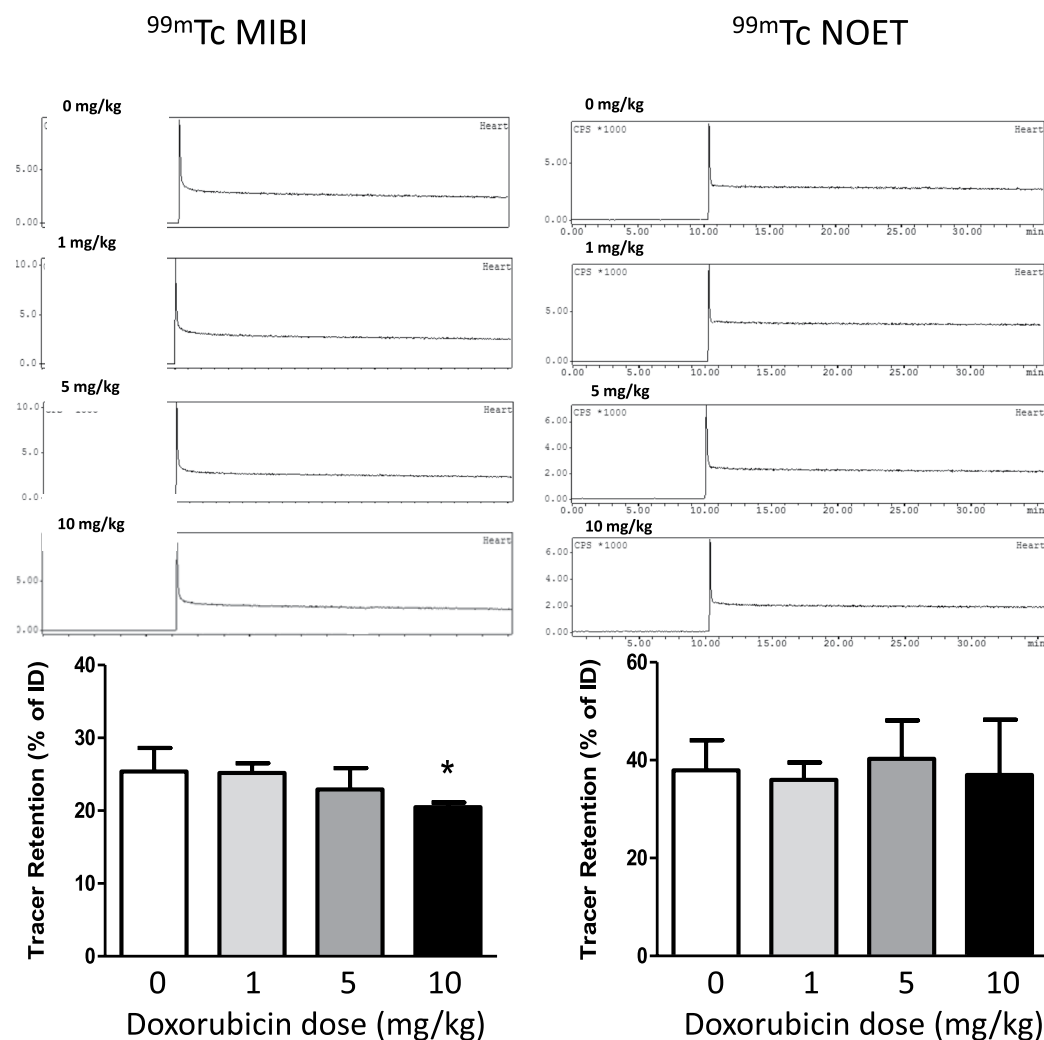 99mTc MIBI
0 mg/kg
Heart
5.00
0.00
1 mg/kg
10.0
Heart
5.0
0.0
5 mg/kg
10.0
Heart
5.0
0.0
10 mg/kg
Heart
5.00
0.00
40
30
20
10
0
Tracer Retention (% of ID)
*
0 1 5 10
Doxorubicin dose (mg/kg)
99mTc NOET
0 mg/kg
CPS *1000 Heart
5.00
0.00
0.00 5.00 10.00 15.00 20.00 25.00 30.00 min
1 mg/kg
CPS *1000 Heart
5.00
0.00
0.00 5.00 10.00 15.00 20.00 25.00 30.00 min
5 mg/kg
CPS *1000 Heart
6.00
4.00
2.00
0.00
0.00 5.00 10.00 15.00 20.00 25.00 30.00 min
10 mg/kg
CPS *1000 Heart
6.00
4.00
2.00
0.00
5.00 10.00 15.00 20.00 25.00 30.00 min
60
40
20
0
Tracer Retention (% of ID)
0 1 5 10
Doxorubicin dose (mg/kg)